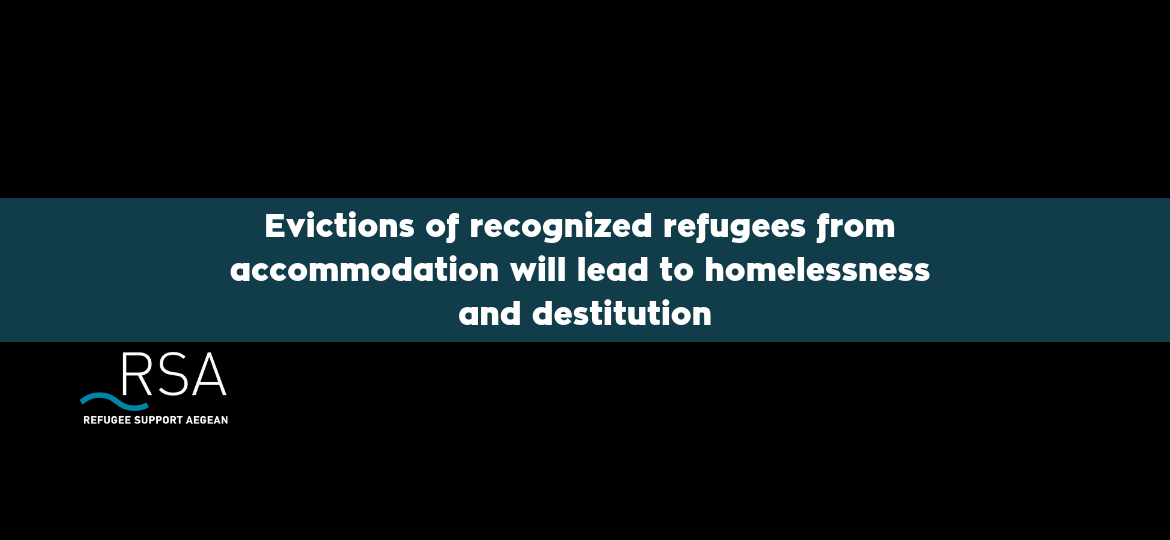 Evictions of recognized refugees from
accommodation will lead to homelessness
and destitution
RSA
REFUGEE SUPPORT AEGEAN